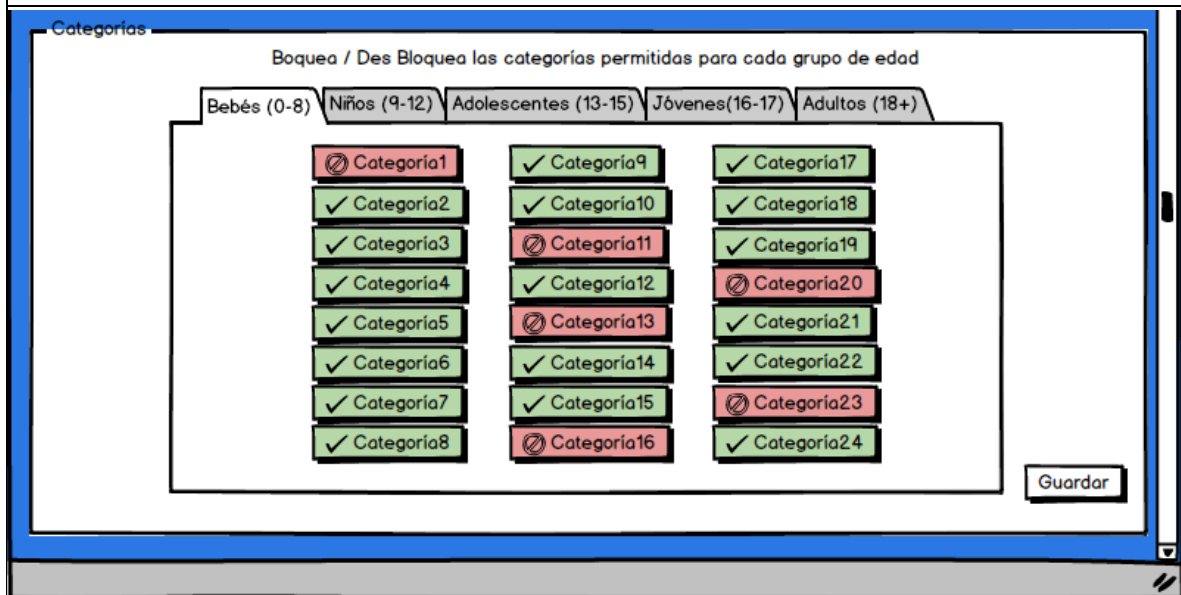 Categorías
Boquea / Des Bloquea las categorías permitidas para cada grupo de edad
Bebés (0-8) Niños (9-12) Adolescentes (13-15) Jóvenes(16-17) Adultos (18+)
Categoría1 Categoría9 Categoría17
Categoría2 Categoría10 Categoría18
Categoría3 Categoría11 Categoría19
Categoría4 Categoría12 Categoría20
Categoría5 Categoría13 Categoría21
Categoría6 Categoría14 Categoría22
Categoría7 Categoría15 Categoría23
Categoría8 Categoría16 Categoría24
Guardar